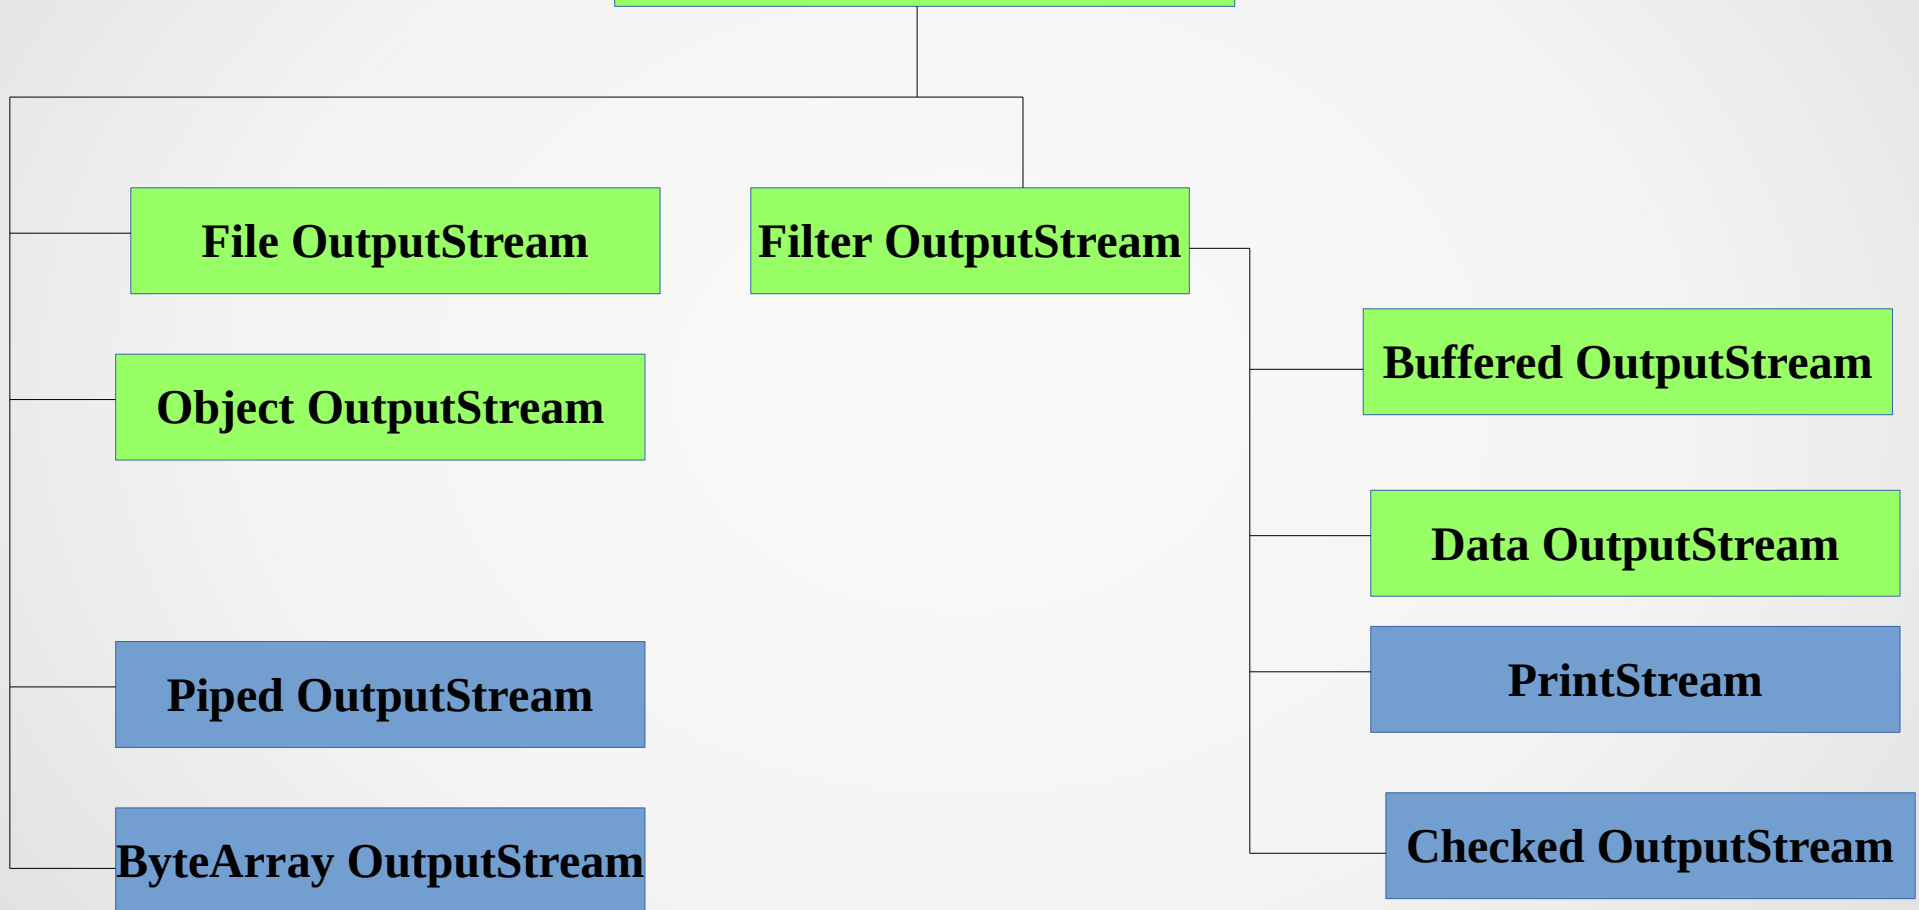 File OutputStream
Filter OutputStream
Buffered OutputStream
Object OutputStream
Data OutputStream
Piped OutputStream
PrintStream
ByteArray OutputStream
Checked OutputStream